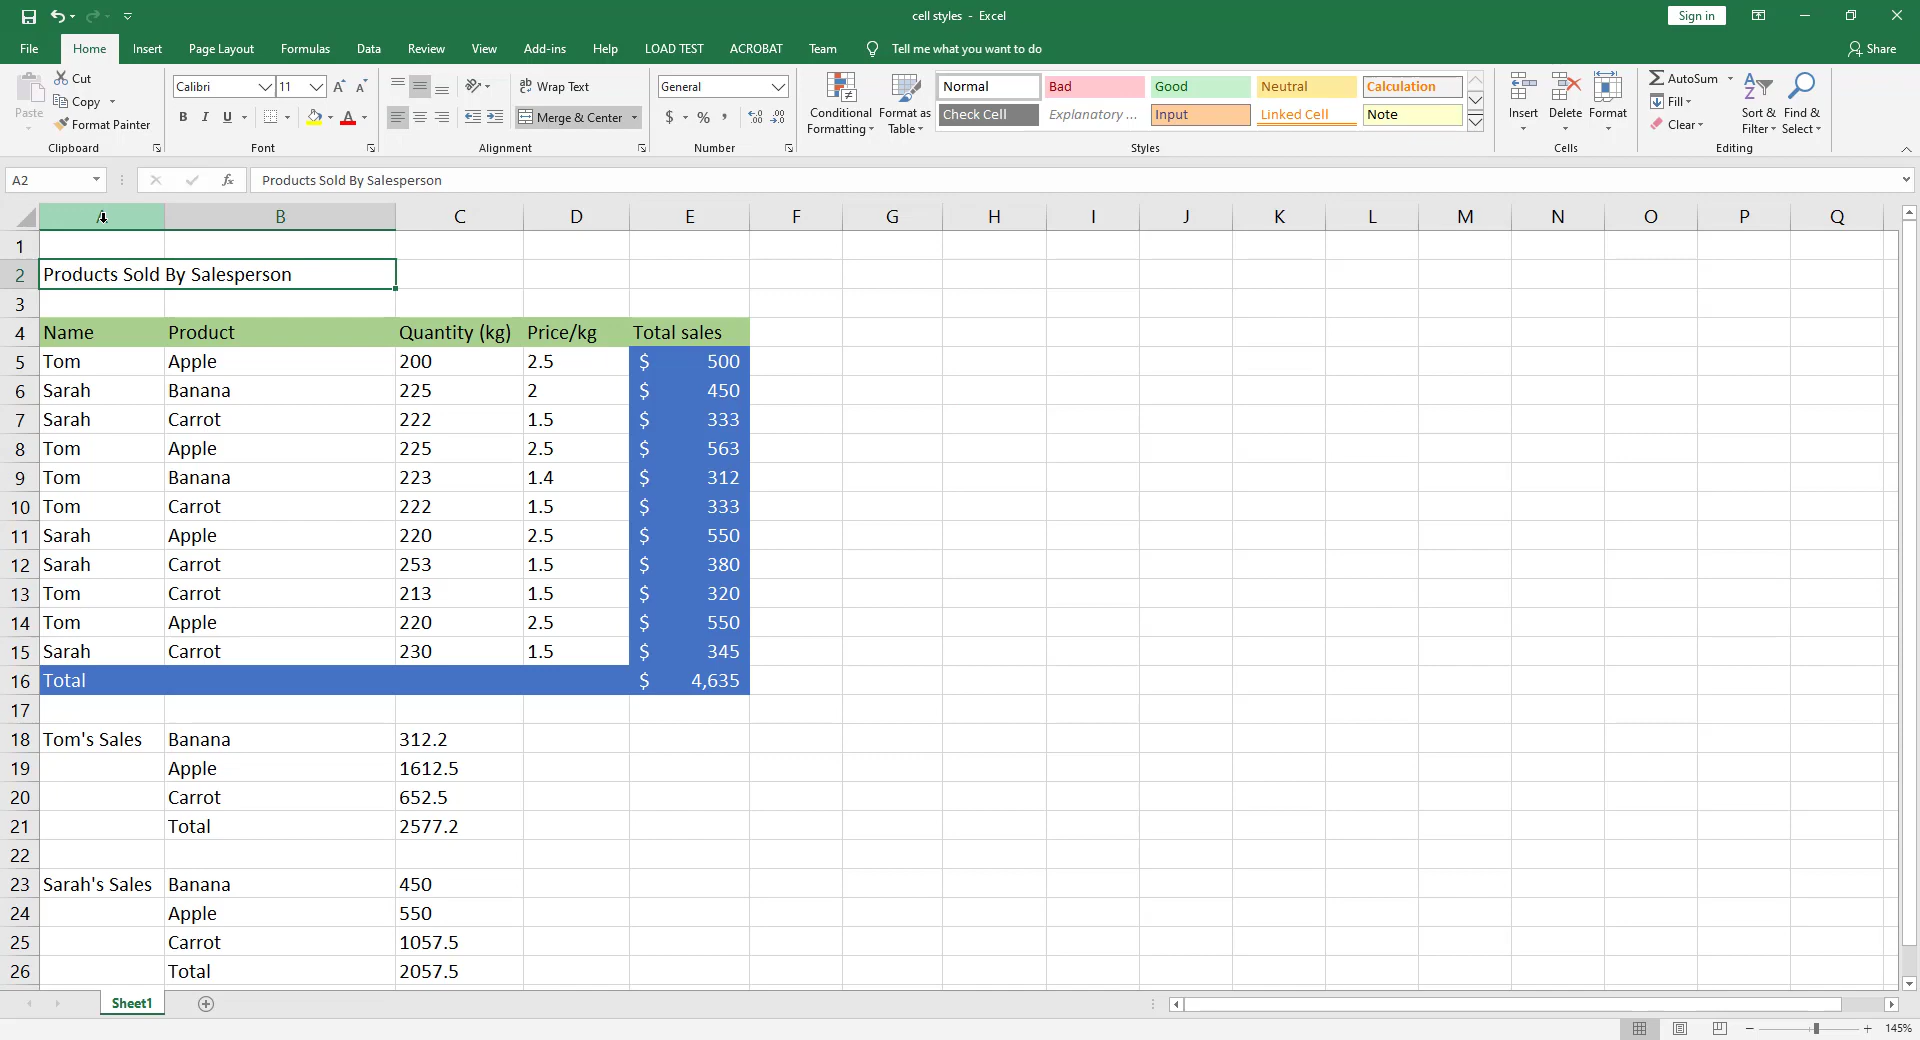 cell styles - Excel
Sign in
File Home Insert Page Layout Formulas Data Review View Add-ins Help LOAD TEST ACROBAT Team Tell me what you want to do Share
Paste
Cut
Copy
Format Painter
Clipboard
Calibri 11
B I U
Font
Wrap Text
Merge & Center
Alignment
General
$ % ,
Number
Conditional Formatting
Format as Table
Normal Bad Good Neutral Calculation
Check Cell Explanatory ... Input Linked Cell Note
Styles
Insert Delete Format
Cells
AutoSum
Fill
Clear
Sort & Filter
Find & Select
Editing
A2 fx Products Sold By Salesperson
A B C D E F G H I J K L M N O P Q
1
2 Products Sold By Salesperson
3
4 Name Product Quantity (kg) Price/kg Total sales
5 Tom Apple 200 2.5 $ 500
6 Sarah Banana 225 2 $ 450
7 Sarah Carrot 222 1.5 $ 333
8 Tom Apple 225 2.5 $ 563
9 Tom Banana 223 1.4 $ 312
10 Tom Carrot 222 1.5 $ 333
11 Sarah Apple 220 2.5 $ 550
12 Sarah Carrot 253 1.5 $ 380
13 Tom Carrot 213 1.5 $ 320
14 Tom Apple 220 2.5 $ 550
15 Sarah Carrot 230 1.5 $ 345
16 Total $ 4,635
17
18 Tom's Sales Banana 312.2
19 Apple 1612.5
20 Carrot 652.5
21 Total 2577.2
22
23 Sarah's Sales Banana 450
24 Apple 550
25 Carrot 1057.5
26 Total 2057.5
Sheet1
145%